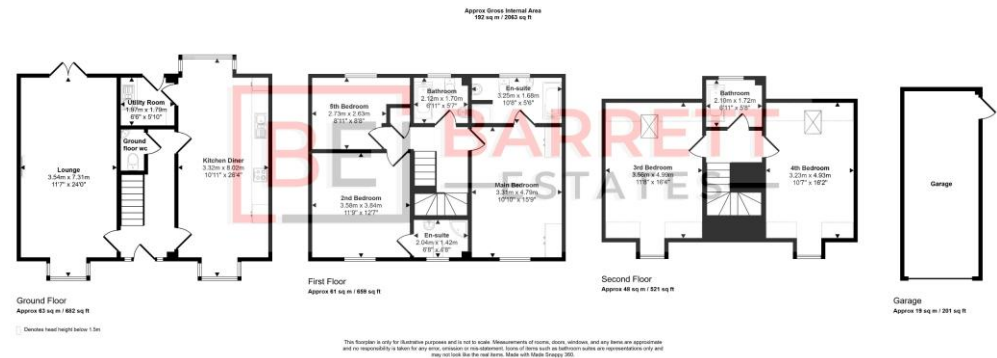 Approx Gross Internal Area
192 sq m / 2063 sq ft
BE BARRETT
ESTATES
Lounge
3.54m x 7.31m
11'7" x 24'0"
Utility Room
1.97m x 1.79m
6'6" x 5'10"
Ground
floor wc
Kitchen Diner
3.32m x 8.02m
10'11" x 26'4"
5th Bedroom
2.73m x 2.63m
8'11" x 8'8"
Bathroom
2.12m x 1.70m
6'11" x 5'7"
En-suite
3.25m x 1.68m
10'8" x 5'6"
2nd Bedroom
3.58m x 3.84m
11'9" x 12'7"
Main Bedroom
3.31m x 4.79m
10'10" x 15'9"
En-suite
2.04m x 1.42m
6'8" x 4'8"
Bathroom
2.10m x 1.72m
6'11" x 5'8"
3rd Bedroom
3.56m x 4.99m
11'8" x 16'4"
4th Bedroom
3.23m x 4.93m
10'7" x 16'2"
Garage
Ground Floor
Approx 63 sq m / 682 sq ft
First Floor
Approx 61 sq m / 659 sq ft
Second Floor
Approx 48 sq m / 521 sq ft
Garage
Approx 19 sq m / 201 sq ft
Denotes head height below 1.5m
This floorplan is only for illustrative purposes and is not to scale. Measurements of rooms, doors, windows, and any items are approximate
and no responsibility is taken for any error, omission or mis-statement. Icons of items such as bathroom suites are representations only and
may not look like the real items. Made with Made Snappy 360.